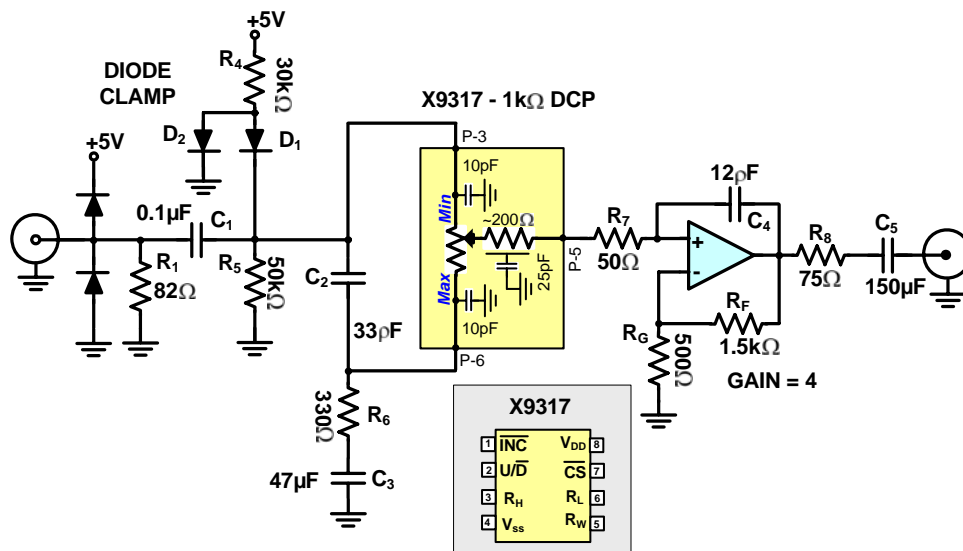 +5V
R4
30kΩ
DIODE
CLAMP
D2
D1
+5V
0.1µF
C1
R1
82Ω
R5
50kΩ
C2
33ρF
330Ω
R6
47µF
C3
X9317 - 1kΩ DCP
P-3
10pF
Min
~200Ω
Max
25pF
P-5
10pF
P-6
R7
50Ω
12ρF
C4
+
-
R8
75Ω
C5
150µF
RF
1.5kΩ
RG
500Ω
GAIN = 4
X9317
1 INC VDD 8
2 U/D CS 7
3 RH RL 6
4 Vss RW 5